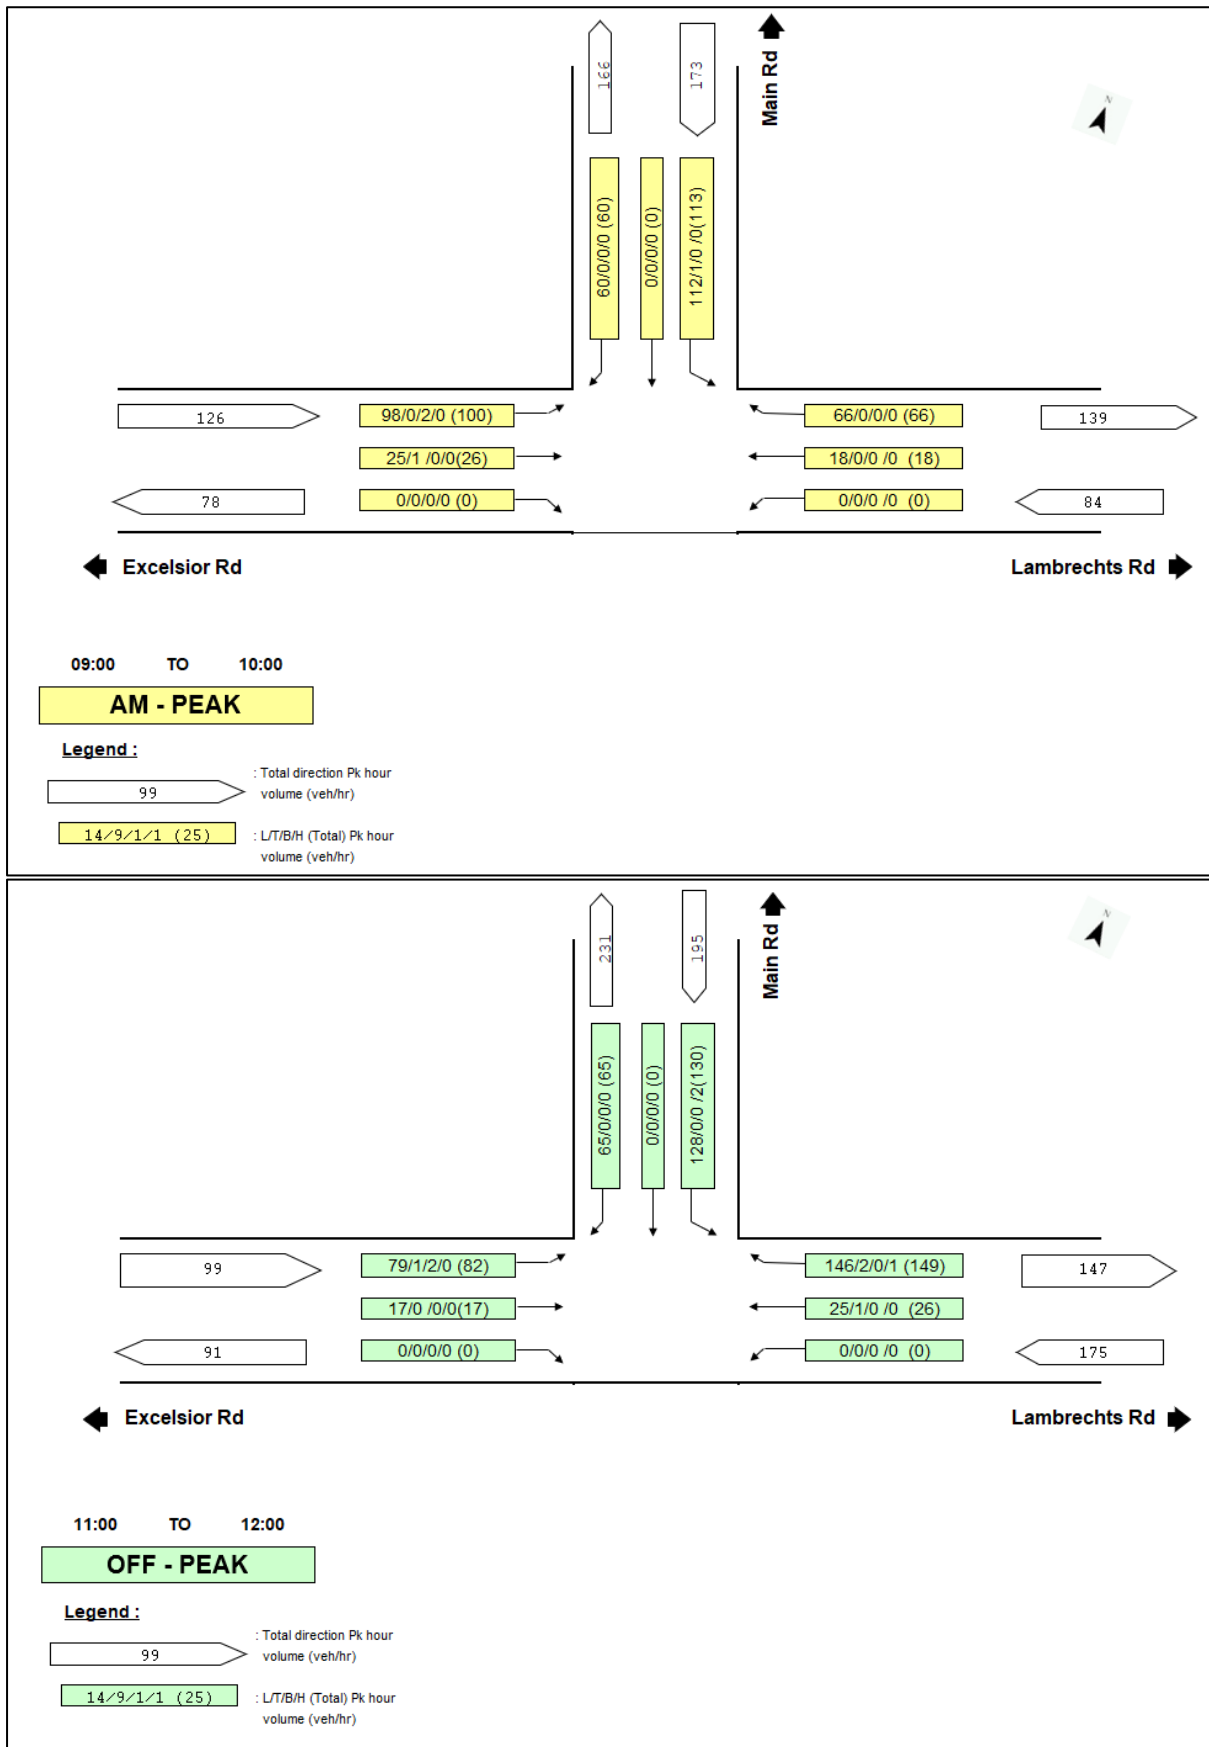 166
173
Main Rd
N
60/0/0/0 (60)
0/0/0/0 (0)
112/1/0 /0(113)
126
98/0/2/0 (100)
66/0/0/0 (66)
139
25/1 /0/0(26)
18/0/0 /0 (18)
78
0/0/0/0 (0)
0/0/0 /0 (0)
84
Excelsior Rd
Lambrechts Rd
09:00 TO 10:00
AM - PEAK
Legend :
99
: Total direction Pk hour
volume (veh/hr)
14/9/1/1 (25)
: L/T/B/H (Total) Pk hour
volume (veh/hr)
231
195
Main Rd
N
65/0/0/0 (65)
0/0/0/0 (0)
128/0/0 /2(130)
99
79/1/2/0 (82)
146/2/0/1 (149)
147
17/0 /0/0(17)
25/1/0 /0 (26)
91
0/0/0/0 (0)
0/0/0 /0 (0)
175
Excelsior Rd
Lambrechts Rd
11:00 TO 12:00
OFF - PEAK
Legend :
99
: Total direction Pk hour
volume (veh/hr)
14/9/1/1 (25)
: L/T/B/H (Total) Pk hour
volume (veh/hr)